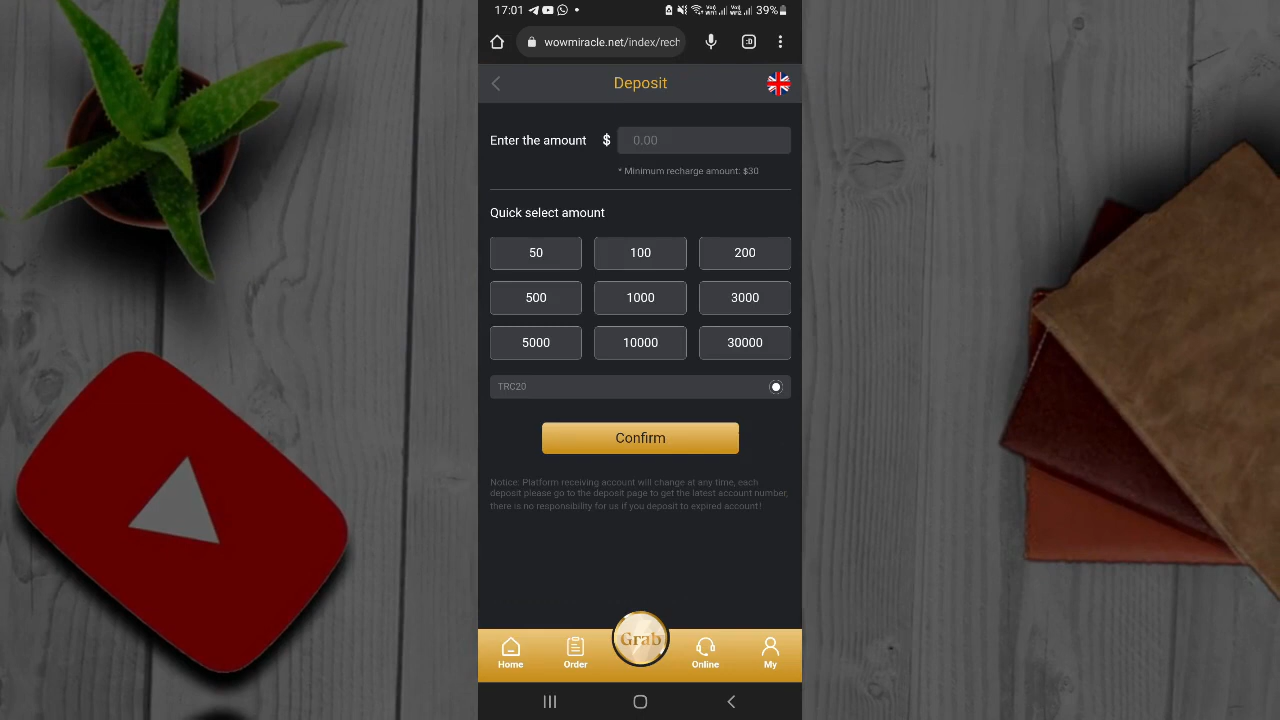 17:01
39%
wowmiracle.net/index/rech
Deposit
Enter the amount $ 0.00
* Minimum recharge amount: $30
Quick select amount
50 100 200
500 1000 3000
5000 10000 30000
TRC20
Confirm
Notice: Platform receiving account will change at any time, each
deposit please go to the deposit page to get the latest account number,
there is no responsibility for us if you deposit to expired account!
Grab
Home Order Online My